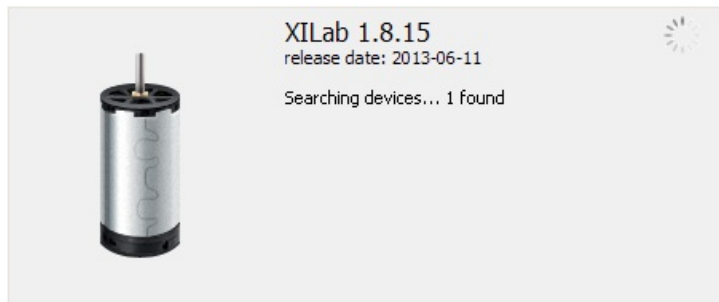 XILab 1.8.15
release date: 2013-06-11
Searching devices... 1 found